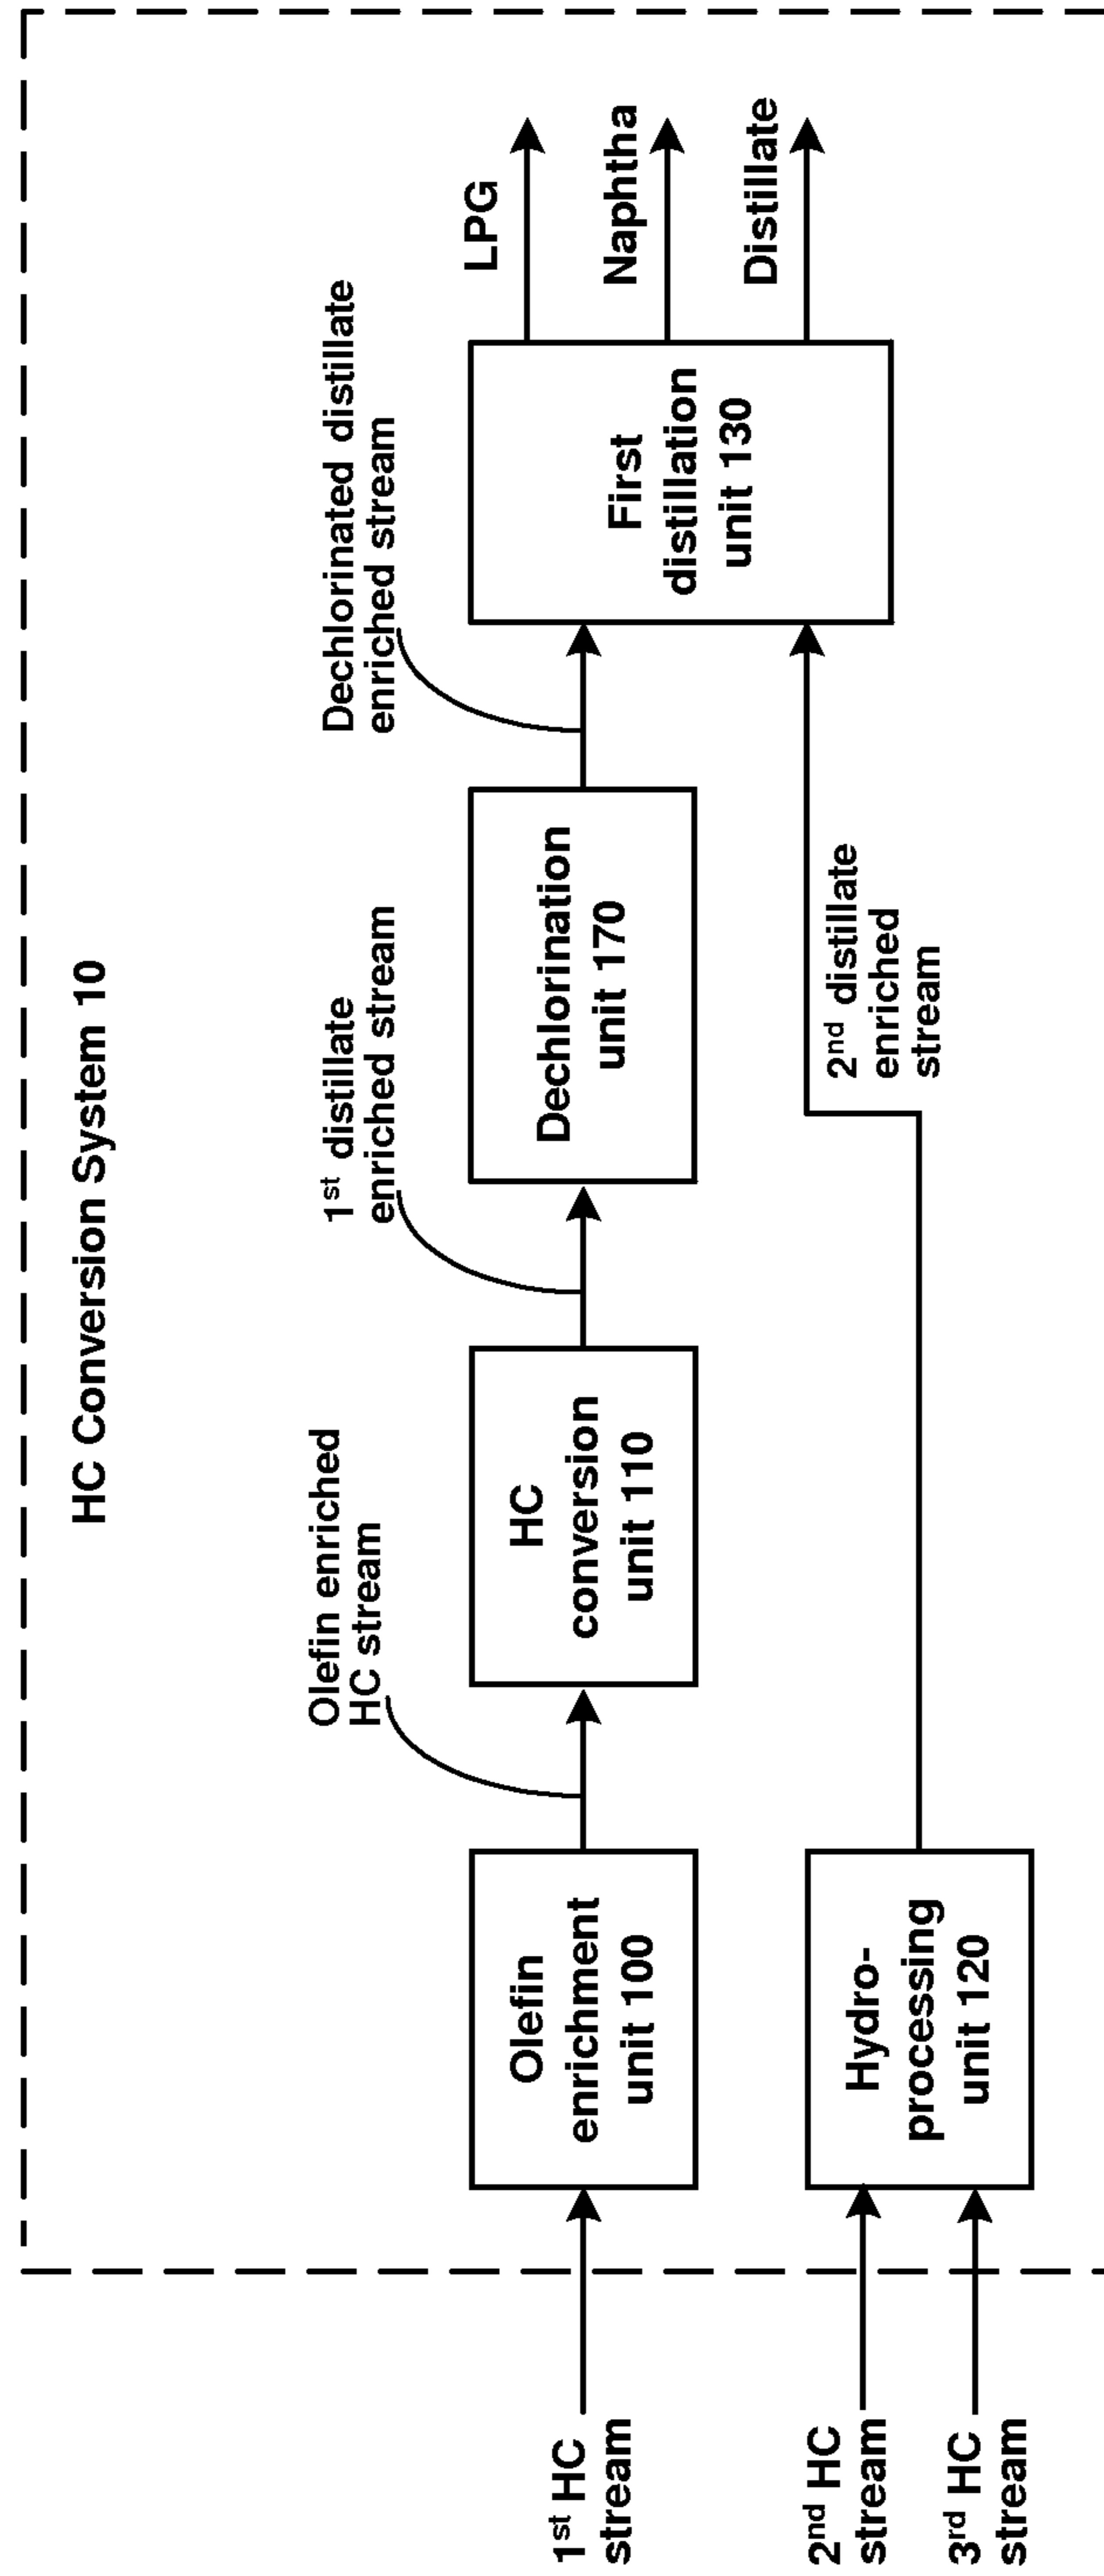 HC Conversion System 10
1st HC
stream
Olefin
enrichment
unit 100
Olefin enriched
HC stream
HC
conversion
unit 110
1st distillate
enriched stream
Dechlorination
unit 170
Dechlorinated distillate
enriched stream
First
distillation
unit 130
LPG
Naphtha
Distillate
2nd HC
stream
3rd HC
stream
Hydro-
processing
unit 120
2nd distillate
enriched
stream